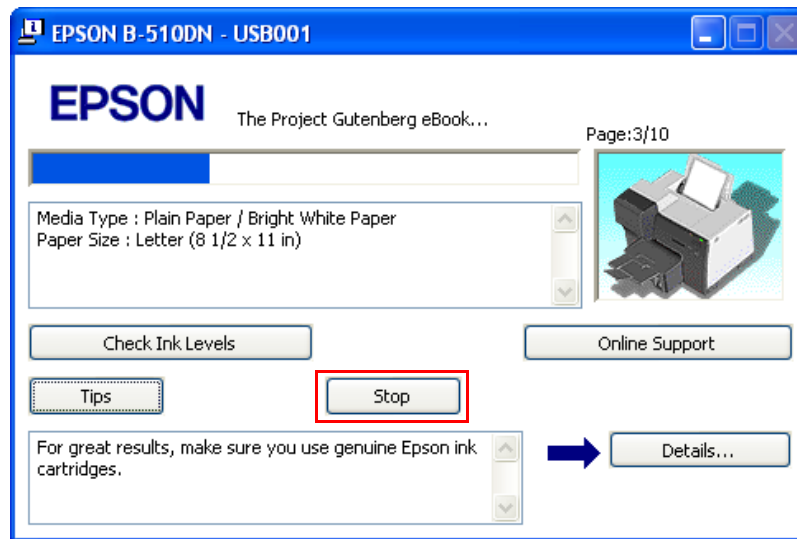 EPSON B-510DN - USB001
EPSON
The Project Gutenberg eBook...
Page:3/10
Media Type : Plain Paper / Bright White Paper
Paper Size : Letter (8 1/2 x 11 in)
Check Ink Levels
Online Support
Tips
Stop
For great results, make sure you use genuine Epson ink
cartridges.
Details...